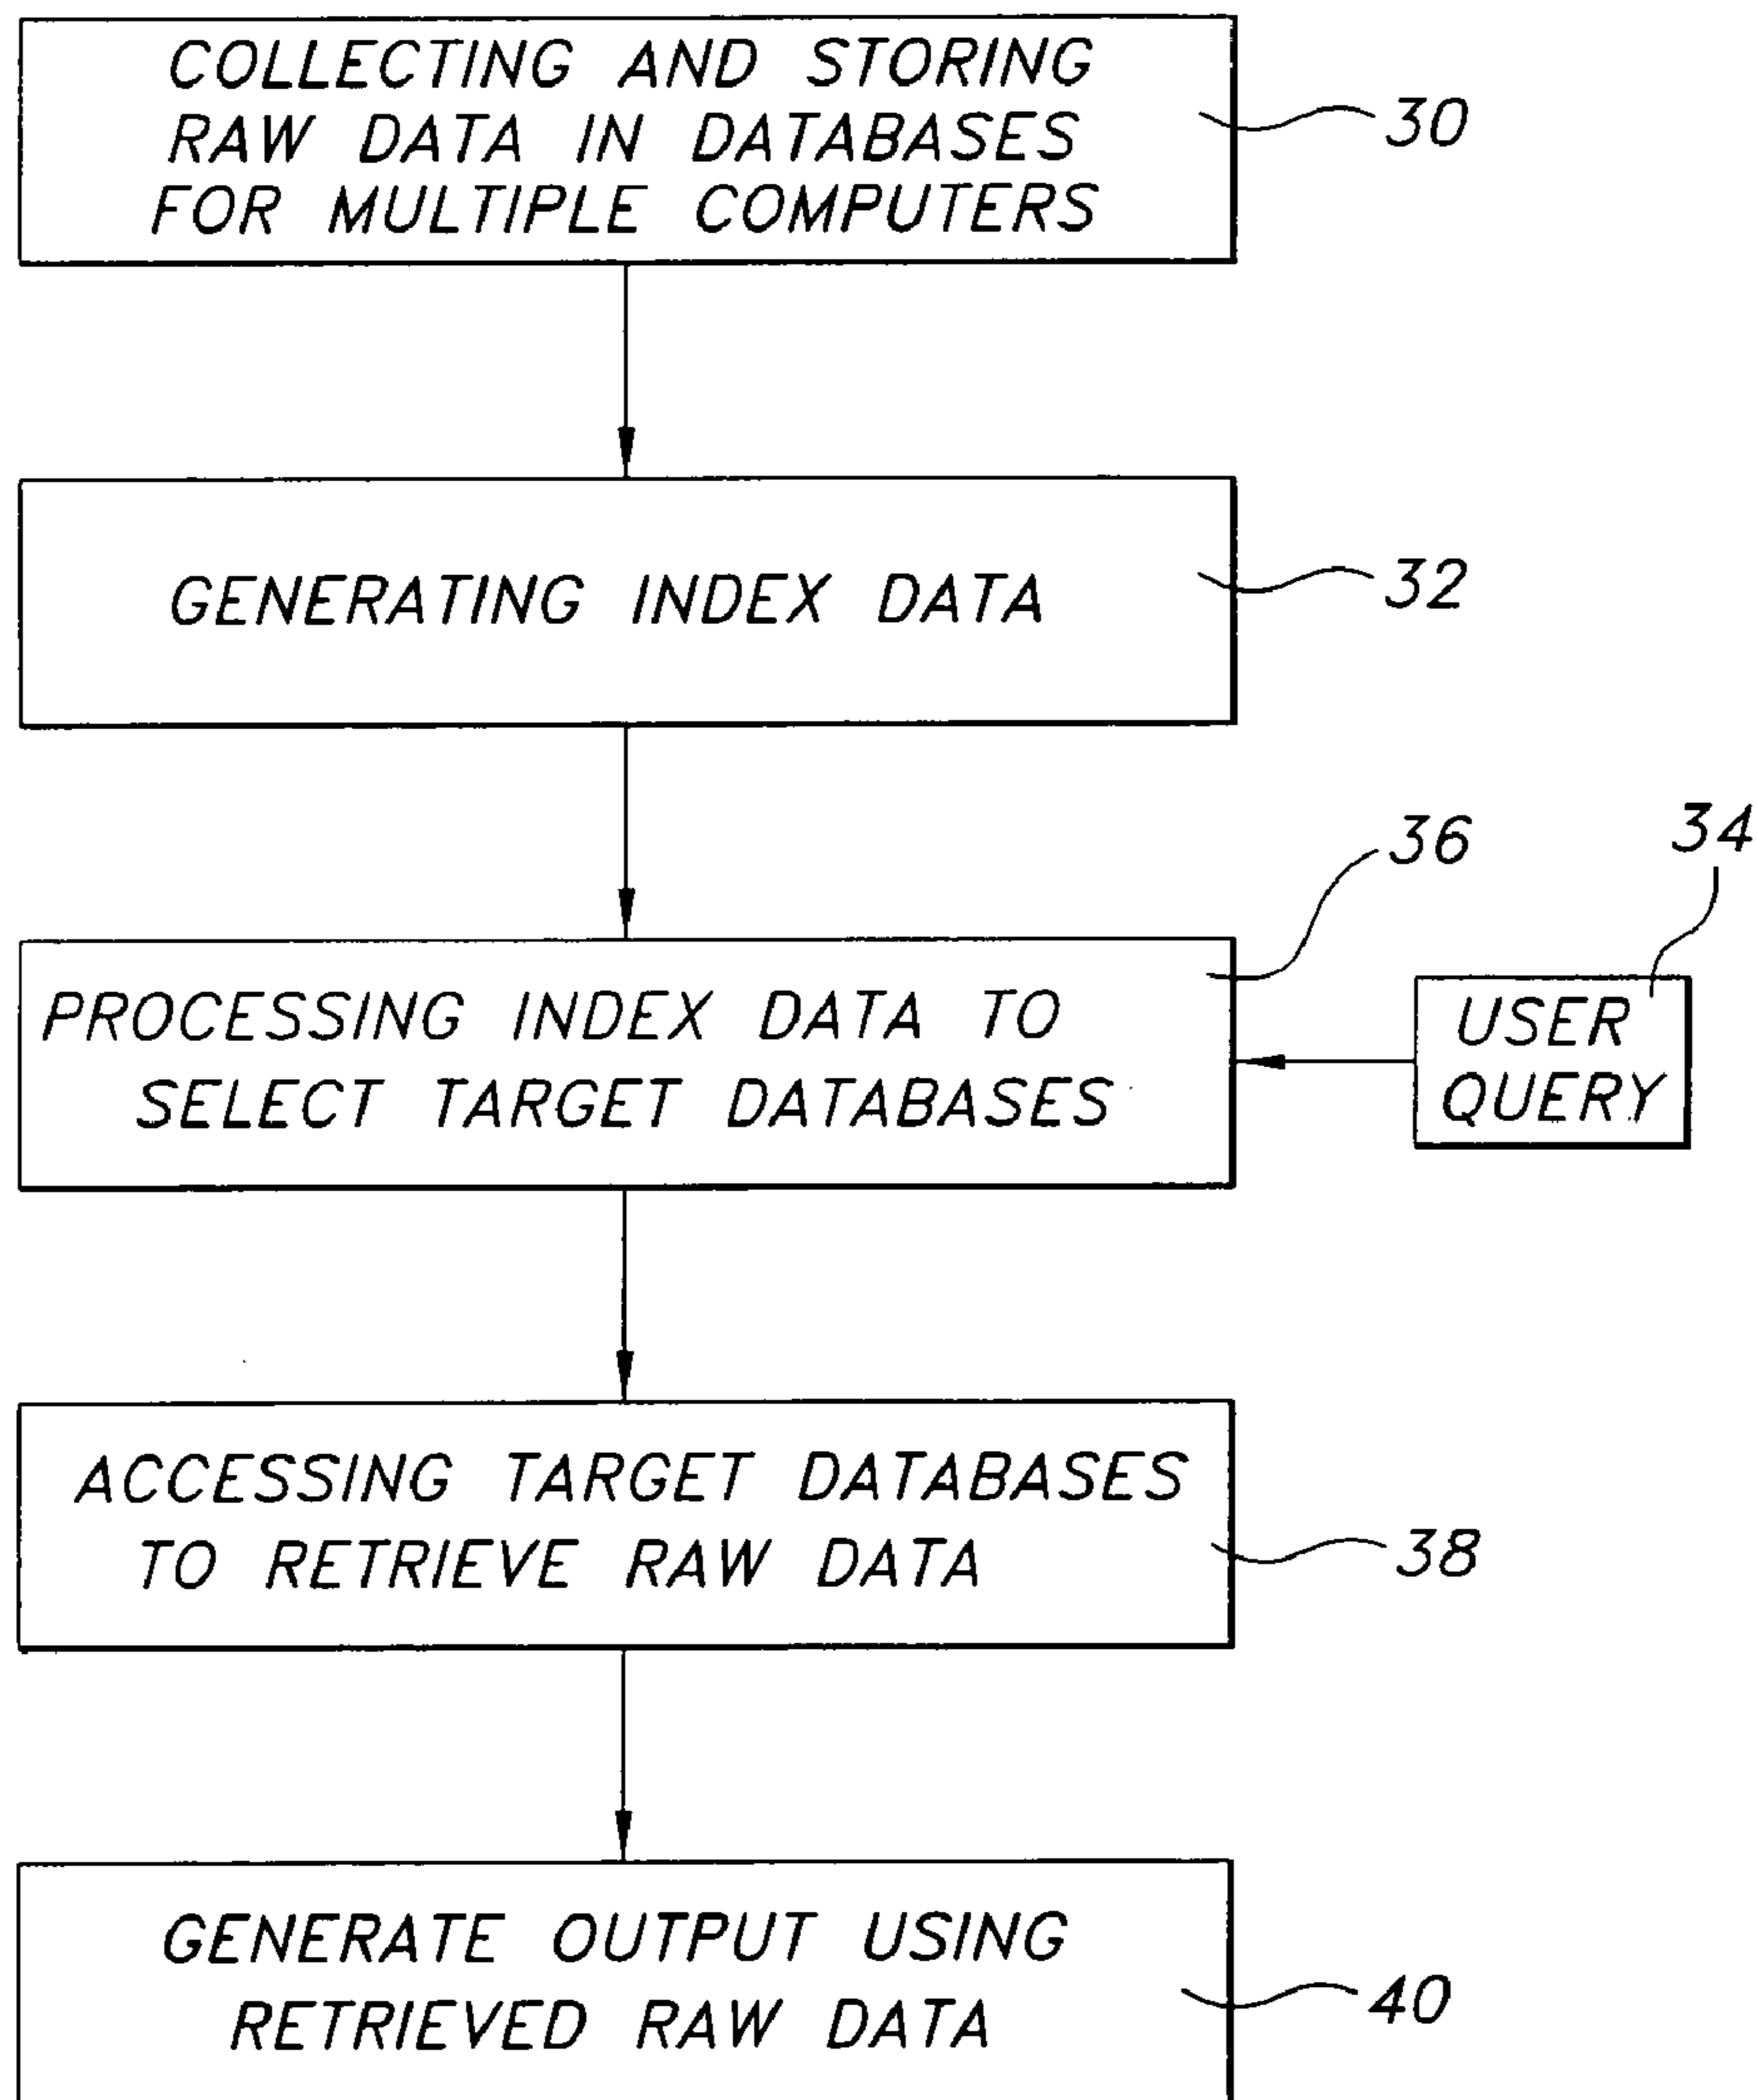 COLLECTING AND STORING
RAW DATA IN DATABASES
FOR MULTIPLE COMPUTERS
30
GENERATING INDEX DATA
32
36
34
PROCESSING INDEX DATA TO
SELECT TARGET DATABASES
USER
QUERY
ACCESSING TARGET DATABASES
TO RETRIEVE RAW DATA
38
GENERATE OUTPUT USING
RETRIEVED RAW DATA
40